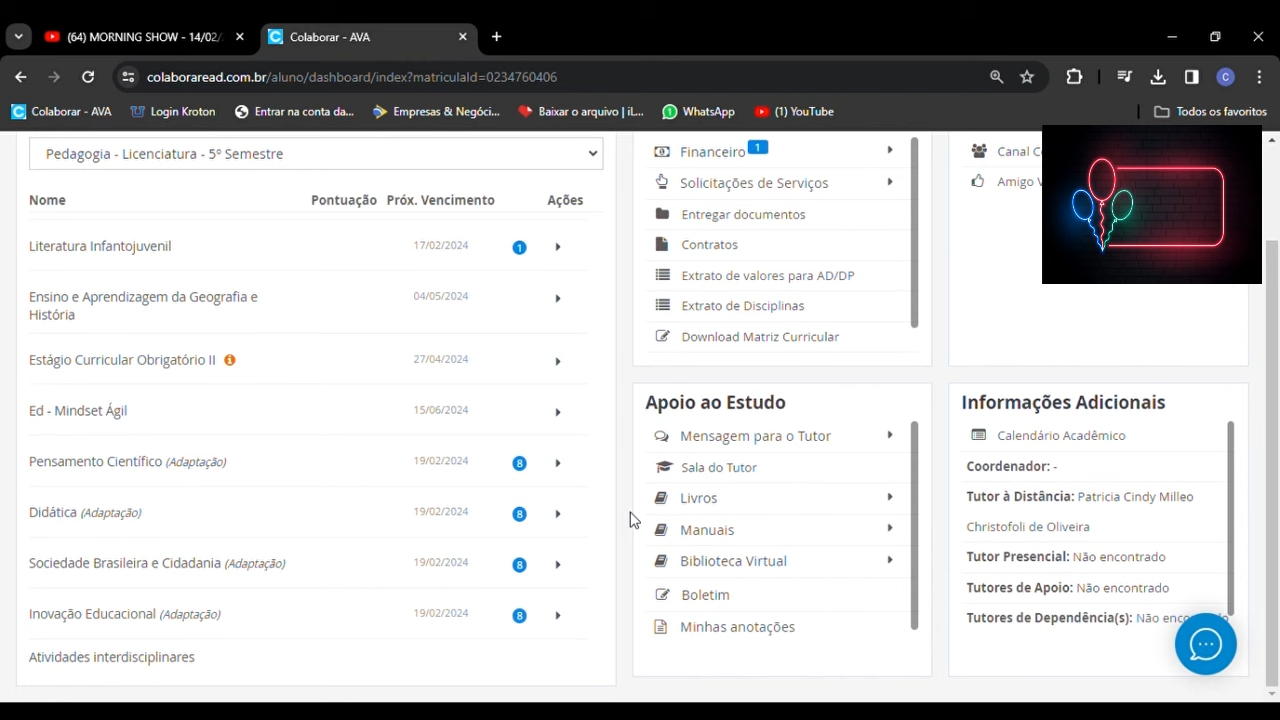 (64) MORNING SHOW - 14/02/
Colaborar - AVA
colaboraread.com.br/aluno/dashboard/index?matriculaId=0234760406
C
Colaborar - AVA
Login Kroton
Entrar na conta da...
Empresas & Negóci...
Baixar o arquivo | iL...
WhatsApp
(1) YouTube
Todos os favoritos
Pedagogia - Licenciatura - 5º Semestre
Nome Pontuação Próx. Vencimento Ações
Literatura Infantojuvenil 17/02/2024 1
Ensino e Aprendizagem da Geografia e 04/05/2024
História
Estágio Curricular Obrigatório II 27/04/2024
Ed - Mindset Ágil 15/06/2024
Pensamento Científico (Adaptação) 19/02/2024 8
Didática (Adaptação) 19/02/2024 8
Sociedade Brasileira e Cidadania (Adaptação) 19/02/2024 8
Inovação Educacional (Adaptação) 19/02/2024 8
Atividades interdisciplinares
Financeiro 1
Solicitações de Serviços
Entregar documentos
Contratos
Extrato de valores para AD/DP
Extrato de Disciplinas
Download Matriz Curricular
Canal
Amigo
Apoio ao Estudo
Mensagem para o Tutor
Sala do Tutor
Livros
Manuais
Biblioteca Virtual
Boletim
Minhas anotações
Informações Adicionais
Calendário Acadêmico
Coordenador: -
Tutor à Distância: Patricia Cindy Milleo
Christofoli de Oliveira
Tutor Presencial: Não encontrado
Tutores de Apoio: Não encontrado
Tutores de Dependência(s): Não